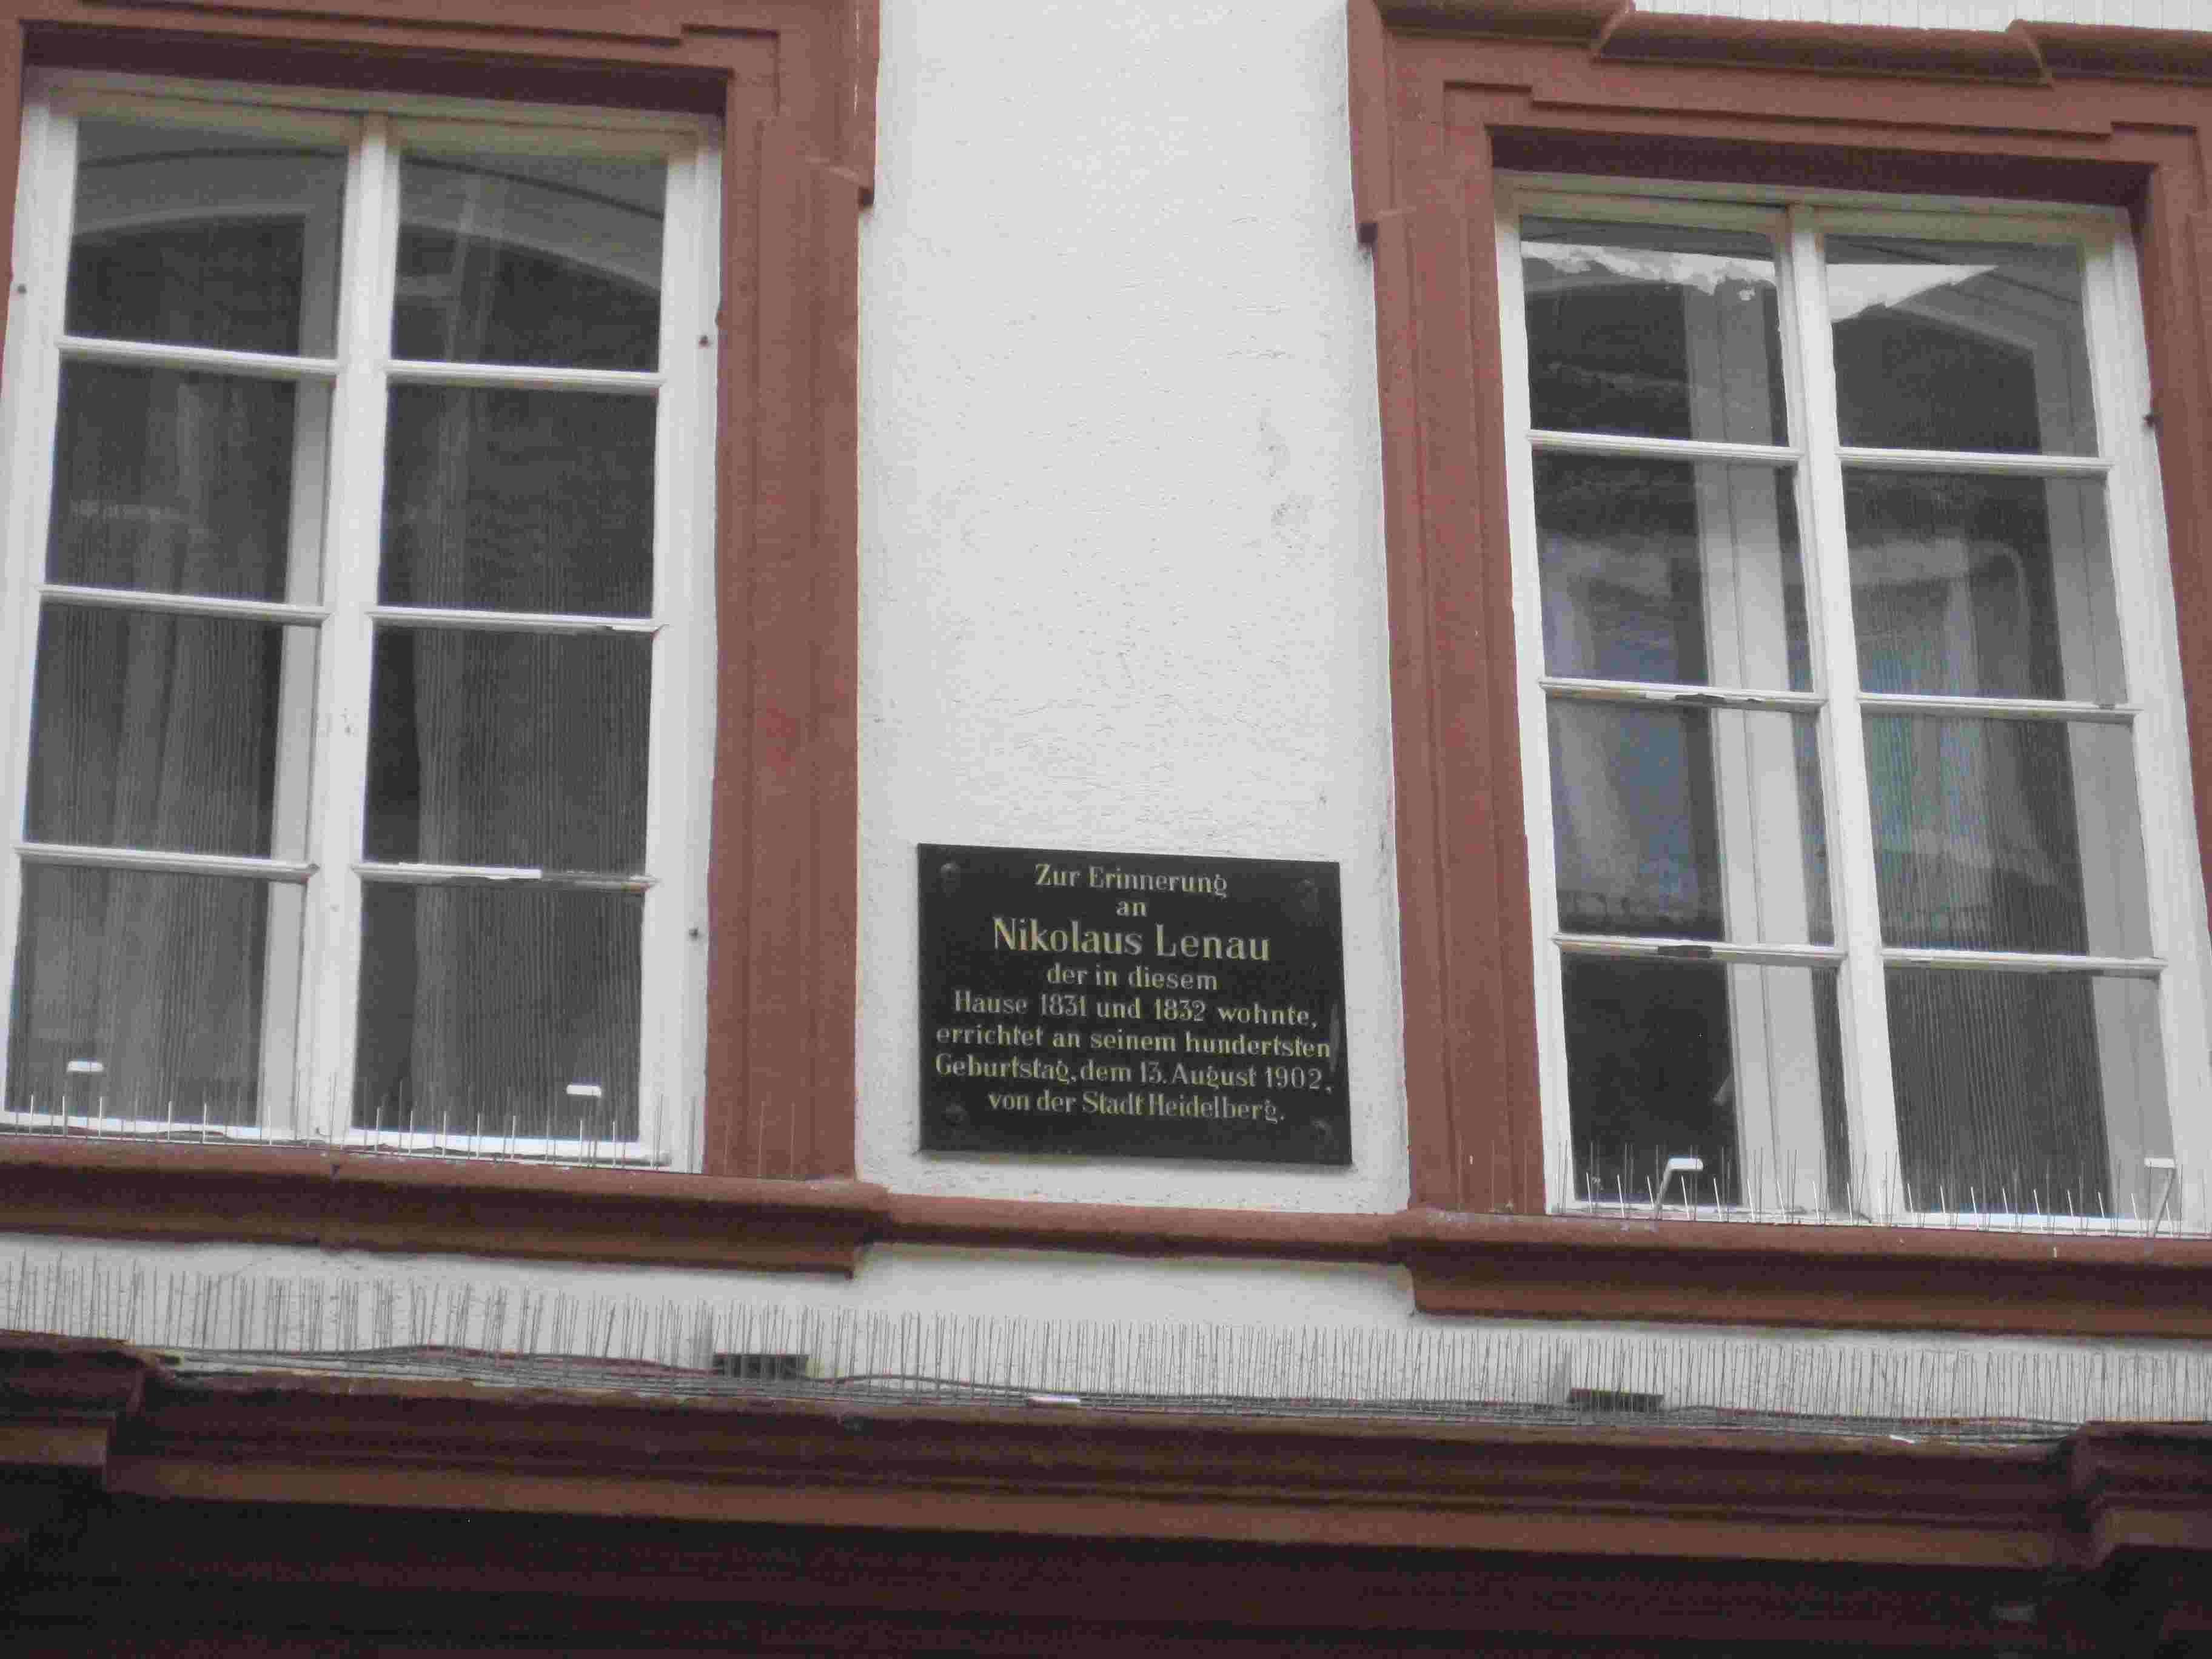 Zur Erinnerung
an
Nikolaus Lenau
der in diesem
Hause 1831 und 1832 wohnte,
errichtet an seinem hundertsten
Geburtstag, dem 13. August 1902,
von der Stadt Heidelberg.